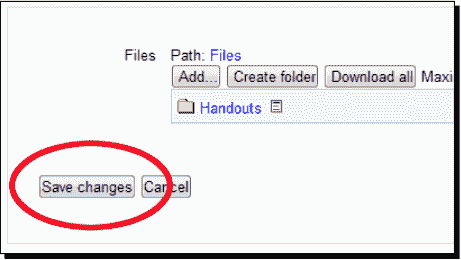 Files Path: Files
Add... Create folder Download all Maxi
Handouts
Save changes Cancel